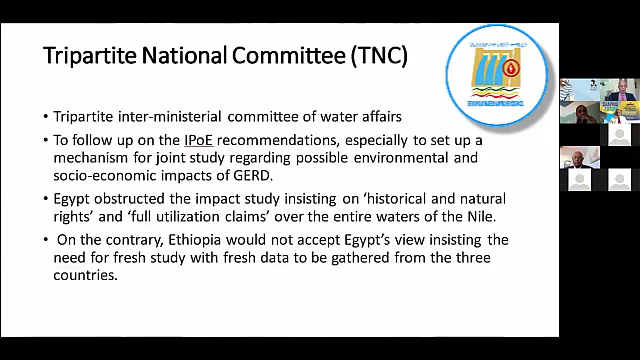 Tripartite National Committee (TNC)
• Tripartite inter-ministerial committee of water affairs
• To follow up on the IPoE recommendations, especially to set up a
mechanism for joint study regarding possible environmental and
socio-economic impacts of GERD.
• Egypt obstructed the impact study insisting on ‘historical and natural
rights’ and ‘full utilization claims’ over the entire waters of the Nile.
• On the contrary, Ethiopia would not accept Egypt’s view insisting the
need for fresh study with fresh data to be gathered from the three
countries.